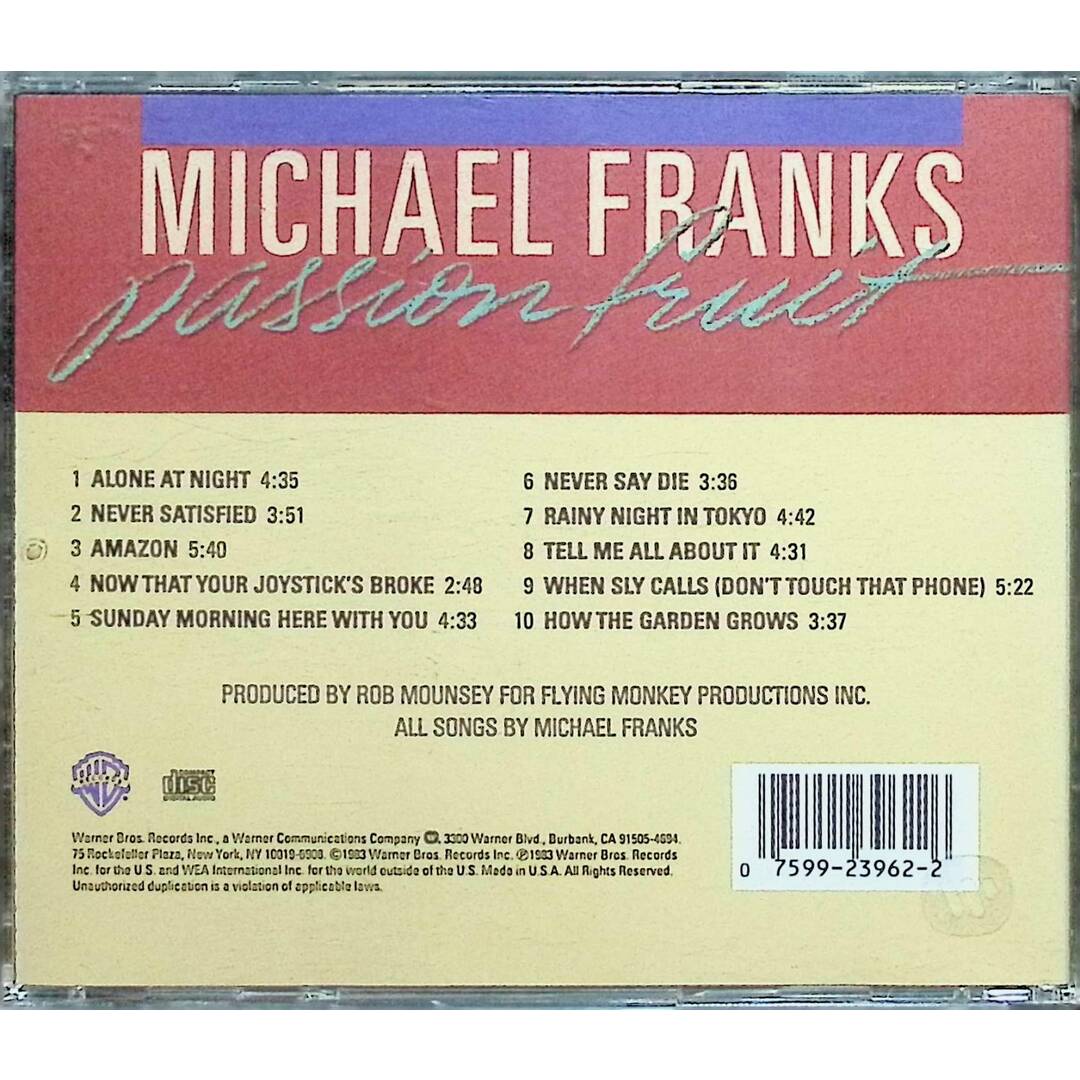 MICHAEL FRANKS
passion fruit
1 ALONE AT NIGHT 4:35
2 NEVER SATISFIED 3:51
3 AMAZON 5:40
4 NOW THAT YOUR JOYSTICK'S BROKE 2:48
5 SUNDAY MORNING HERE WITH YOU 4:33
6 NEVER SAY DIE 3:36
7 RAINY NIGHT IN TOKYO 4:42
8 TELL ME ALL ABOUT IT 4:31
9 WHEN SLY CALLS (DON'T TOUCH THAT PHONE) 5:22
10 HOW THE GARDEN GROWS 3:37
PRODUCED BY ROB MOUNSEY FOR FLYING MONKEY PRODUCTIONS INC.
ALL SONGS BY MICHAEL FRANKS
RECORDS
COMPACT
disc
DIGITAL AUDIO
Warner Bros. Records Inc., a Warner Communications Company 3300 Warner Blvd., Burbank, CA 91505-4694.
75 Rockefeller Plaza, New York, NY 10019-6908. ©1983 Warner Bros. Records Inc. ℗1983 Warner Bros. Records
Inc. for the U.S. and WEA International Inc. for the world outside of the U.S. Made in U.S.A. All Rights Reserved.
Unauthorized duplication is a violation of applicable laws.
0 7599-23962-2